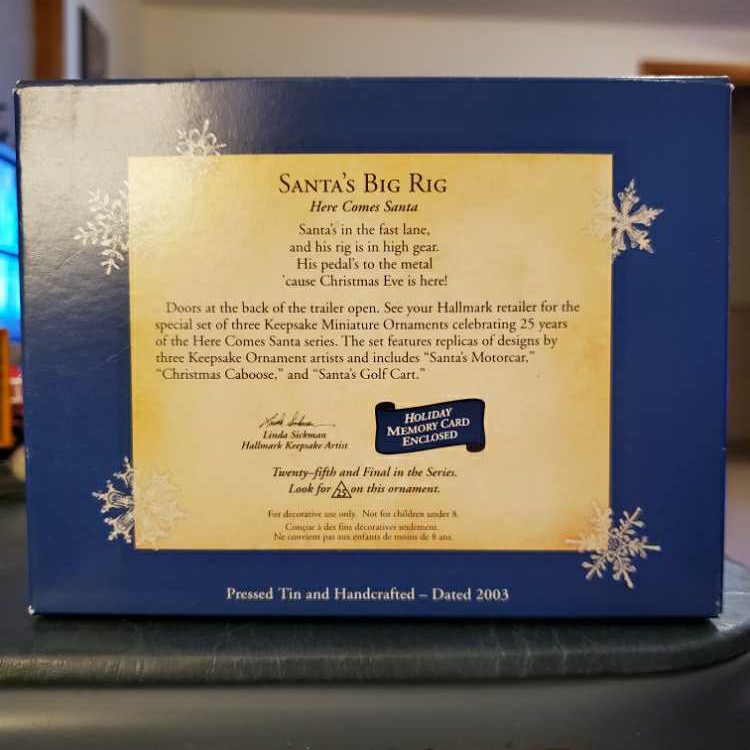 SANTA'S BIG RIG
Here Comes Santa
Santa's in the fast lane,
and his rig is in high gear.
His pedal's to the metal
'cause Christmas Eve is here!
Doors at the back of the trailer open. See your Hallmark retailer for the
special set of three Keepsake Miniature Ornaments celebrating 25 years
of the Here Comes Santa series. The set features replicas of designs by
three Keepsake Ornament artists and includes “Santa's Motorcar,”
“Christmas Caboose,” and “Santa's Golf Cart.”
Linda Sickman
Linda Sickman
Hallmark Keepsake Artist
HOLIDAY
MEMORY CARD
ENCLOSED
Twenty-fifth and Final in the Series.
Look for 25 on this ornament.
For decorative use only. Not for children under 8.
Conçue à des fins décoratives seulement.
Ne convient pas aux enfants de moins de 8 ans.
Pressed Tin and Handcrafted – Dated 2003